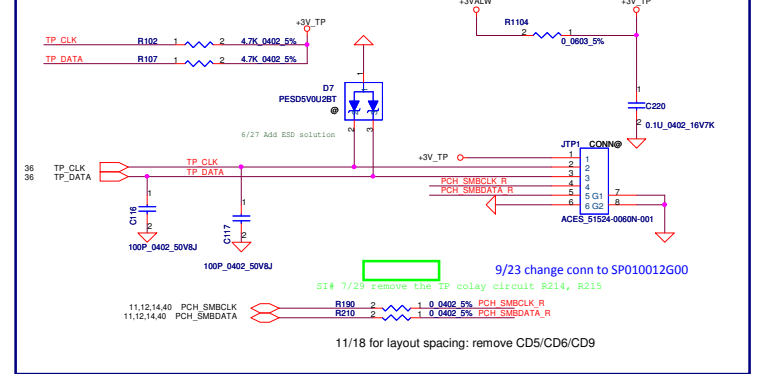 +3VALW
+3V_TP
+3V_TP
R1104
2 1
0_0603_5%
TP_CLK R102 1 2 4.7K_0402_5%
TP_DATA R107 1 2 4.7K_0402_5%
1
D7
PESD5V0U2BT
@
2 3
6/27 Add ESD solution
1
C220
2
0.1U_0402_16V7K
JTP1 CONN@
+3V_TP
1 1
2 2
3 3
4 4
5 5 G1 7
6 6 G2 8
ACES_51524-0060N-001
36 TP_CLK TP_CLK
36 TP_DATA TP_DATA
PCH_SMBCLK_R
PCH_SMBDATA_R
1
C116
2
100P_0402_50V8J
1
C117
2
100P_0402_50V8J
9/23 change conn to SP010012G00
SI# 7/29 remove the TP colay circuit R214, R215
11,12,14,40 PCH_SMBCLK R190 2 1 0_0402_5% PCH_SMBCLK_R
11,12,14,40 PCH_SMBDATA R210 2 1 0_0402_5% PCH_SMBDATA_R
11/18 for layout spacing: remove CD5/CD6/CD9